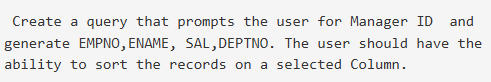 Create a query that prompts the user for Manager ID  and
generate EMPNO,ENAME, SAL,DEPTNO. The user should have the
ability to sort the records on a selected Column.